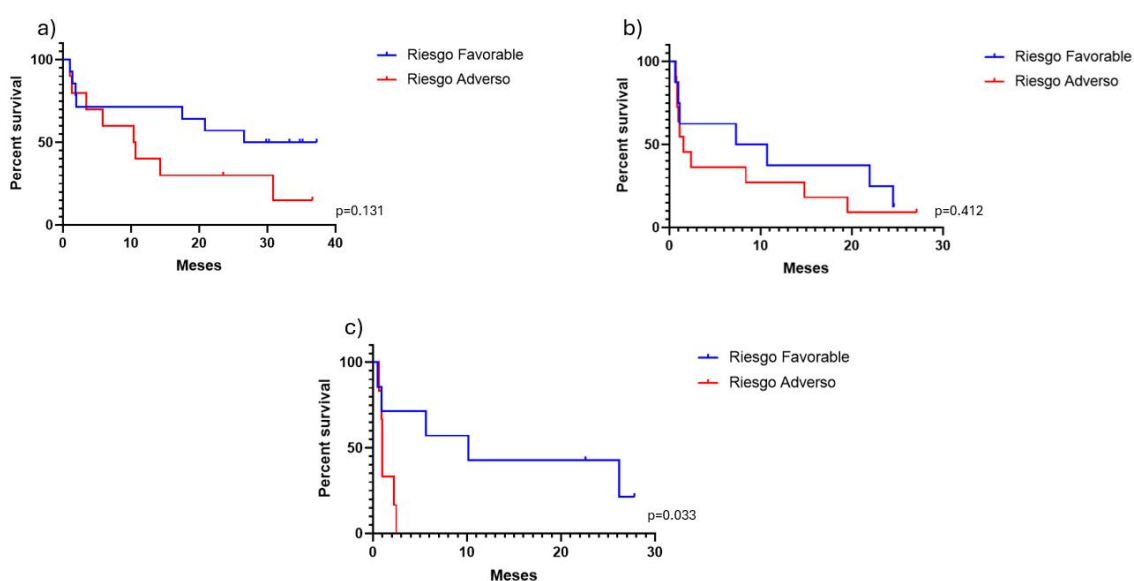 a)
Riesgo Favorable
Riesgo Adverso
Percent survival
100
50
0
0 10 20 30 40
p=0.131
Meses
b)
Riesgo Favorable
Riesgo Adverso
Percent survival
100
50
0
0 10 20 30
p=0.412
Meses
c)
Riesgo Favorable
Riesgo Adverso
Percent survival
100
50
0
0 10 20 30
p=0.033
Meses